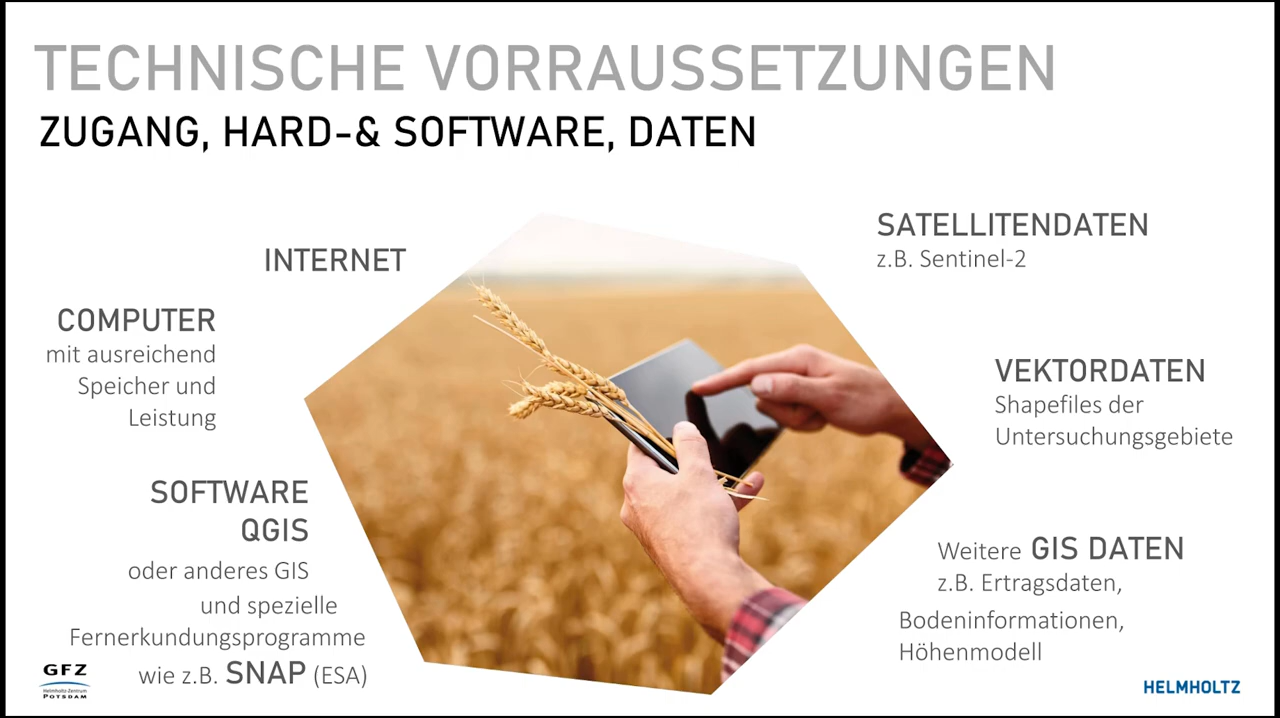 TECHNISCHE VORRAUSSETZUNGEN
ZUGANG, HARD-& SOFTWARE, DATEN
INTERNET
COMPUTER
mit ausreichend
Speicher und
Leistung
SOFTWARE
QGIS
oder anderes GIS
und spezielle
Fernerkundungsprogramme
wie z.B. SNAP (ESA)
SATELLITENDATEN
z.B. Sentinel-2
VEKTORDATEN
Shapefiles der
Untersuchungsgebiete
Weitere GIS DATEN
z.B. Ertragsdaten,
Bodeninformationen,
Höhenmodell
GFZ
Helmholtz-Zentrum
POTSDAM
HELMHOLTZ